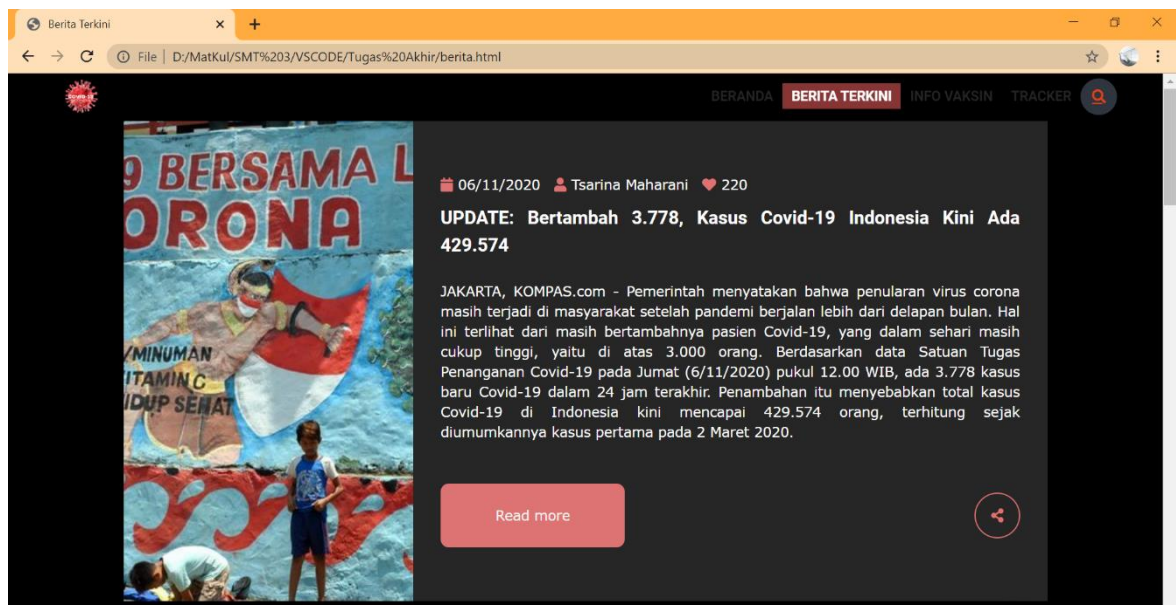 Berita Terkini
File | D:/MatKul/SMT%203/VSCODE/Tugas%20Akhir/berita.html
BERANDA BERITA TERKINI INFO VAKSIN TRACKER
9 BERSAMA L
ORONA
/MINUMAN
ITAMIN C
IDUP SEHAT
06/11/2020 Tsarina Maharani 220
UPDATE: Bertambah 3.778, Kasus Covid-19 Indonesia Kini Ada
429.574
JAKARTA, KOMPAS.com - Pemerintah menyatakan bahwa penularan virus corona
masih terjadi di masyarakat setelah pandemi berjalan lebih dari delapan bulan. Hal
ini terlihat dari masih bertambahnya pasien Covid-19, yang dalam sehari masih
cukup tinggi, yaitu di atas 3.000 orang. Berdasarkan data Satuan Tugas
Penanganan Covid-19 pada Jumat (6/11/2020) pukul 12.00 WIB, ada 3.778 kasus
baru Covid-19 dalam 24 jam terakhir. Penambahan itu menyebabkan total kasus
Covid-19 di Indonesia kini mencapai 429.574 orang, terhitung sejak
diumumkannya kasus pertama pada 2 Maret 2020.
Read more